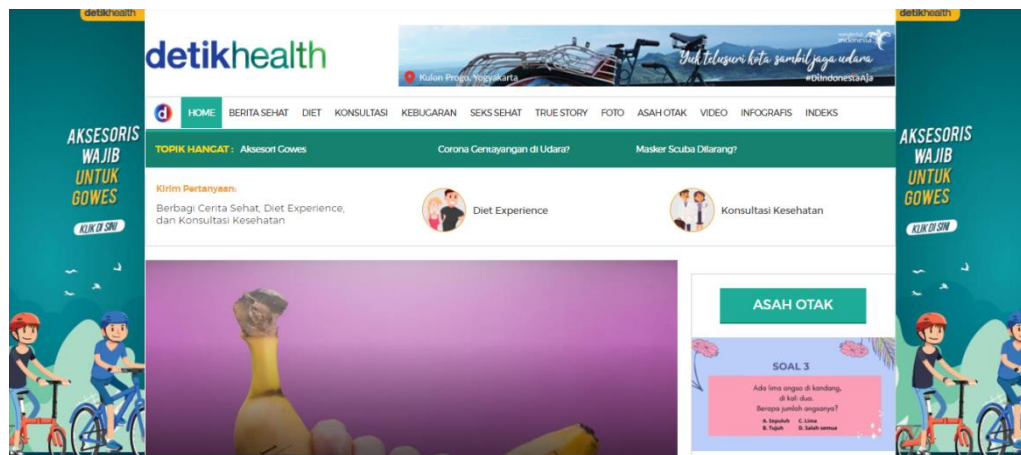 detikhealth
detikhealth
detikhealth
wonderful
indonesia
Yuk telusuri kota sambil jaga udara
#DiIndonesiaAja
Kulon Progo, Yogyakarta
d
HOME BERITA SEHAT DIET KONSULTASI KEBUGARAN SEKS SEHAT TRUE STORY FOTO ASAH OTAK VIDEO INFOGRAFIS INDEKS
TOPIK HANGAT : Aksesori Gowes Corona Gentayangan di Udara? Masker Scuba Dilarang?
AKSESORIS
WAJIB
UNTUK
GOWES
KLIK DI SINI
Kirim Pertanyaan:
Berbagi Cerita Sehat, Diet Experience,
dan Konsultasi Kesehatan
Diet Experience
Konsultasi Kesehatan
AKSESORIS
WAJIB
UNTUK
GOWES
KLIK DI SINI
ASAH OTAK
SOAL 3
Ada lima angsa di kandang,
di kali dua.
Berapa jumlah angsanya?
A. Sepuluh C. Lima
B. Tujuh D. Salah semua